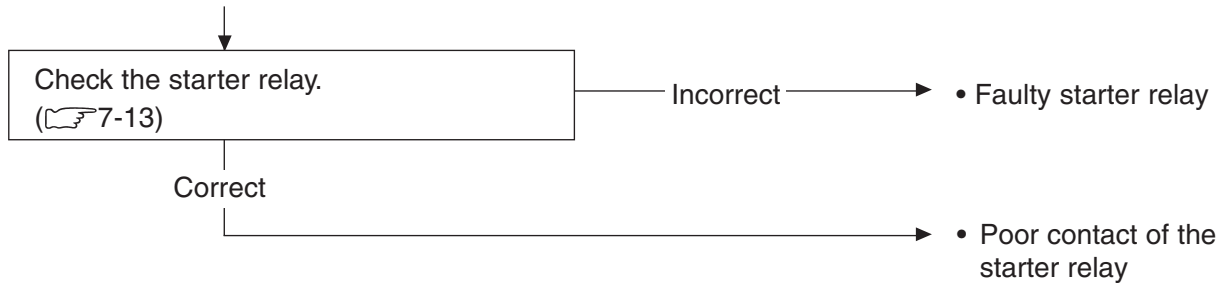 Check the starter relay.
(☞7-13)
Incorrect
• Faulty starter relay
Correct
• Poor contact of the
starter relay